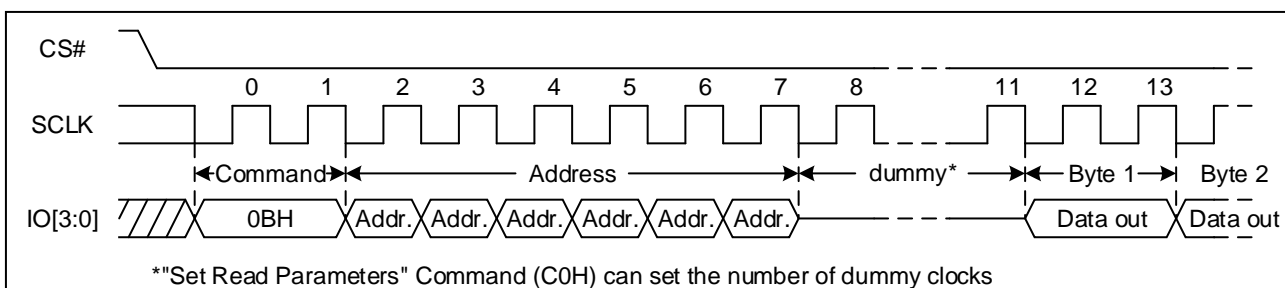 CS#
0 1 2 3 4 5 6 7 8 11 12 13
SCLK
Command Address dummy* Byte 1 Byte 2
IO[3:0] 0BH Addr. Addr. Addr. Addr. Addr. Addr. Data out Data out
*"Set Read Parameters" Command (C0H) can set the number of dummy clocks